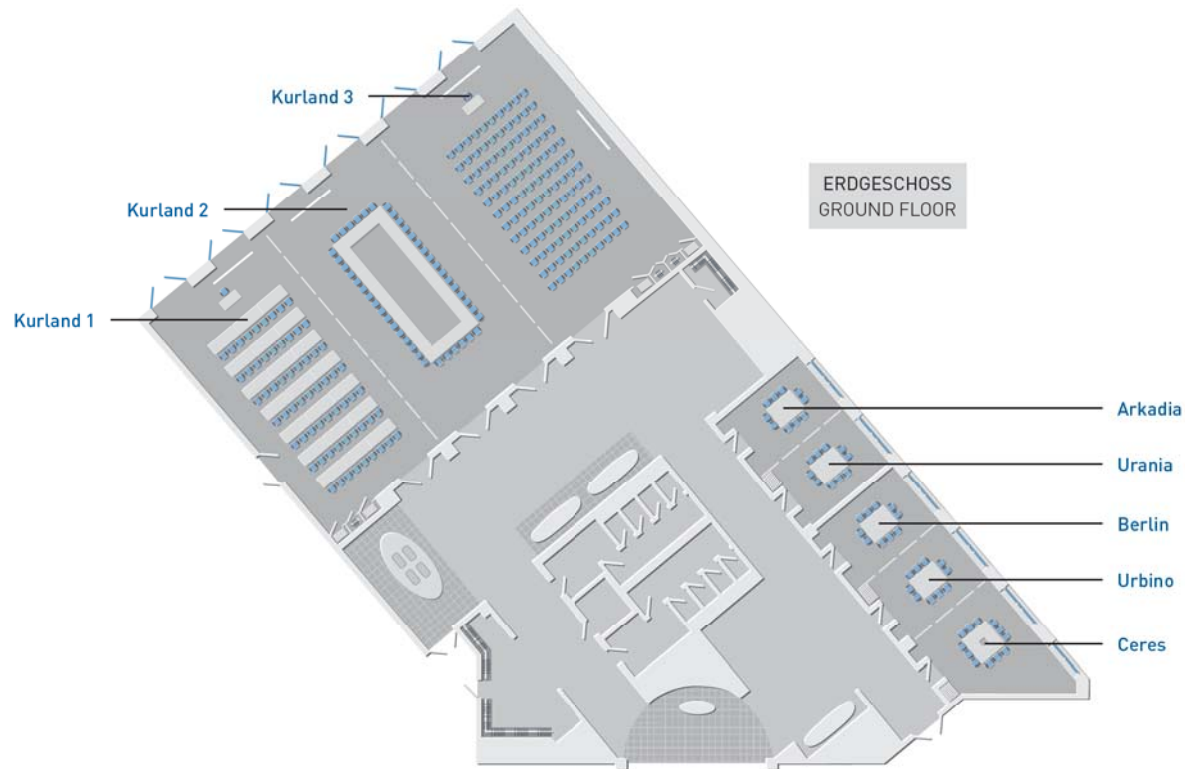 Kurland 3
Kurland 2
Kurland 1
ERDGESCHOSS
GROUND FLOOR
Arkadia
Urania
Berlin
Urbino
Ceres